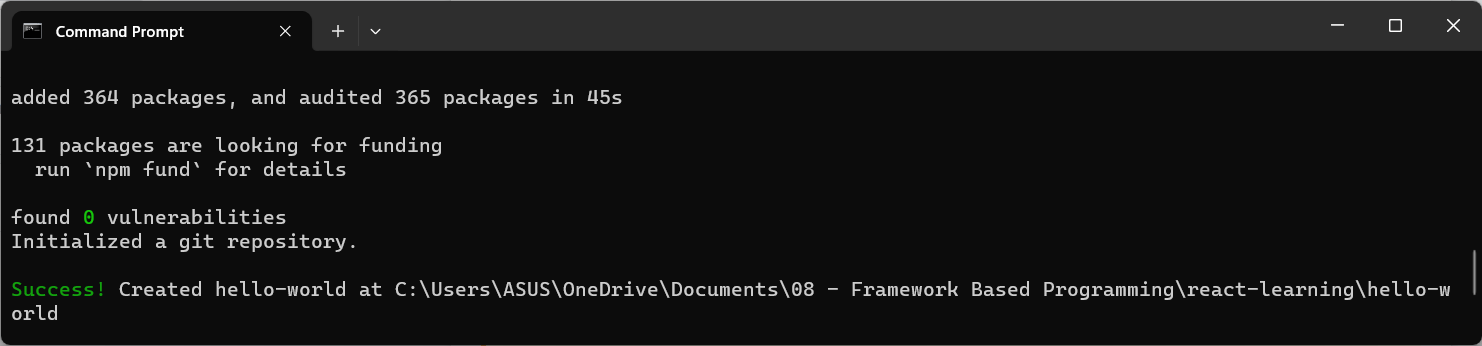 Command Prompt
added 364 packages, and audited 365 packages in 45s
131 packages are looking for funding
  run `npm fund` for details
found 0 vulnerabilities
Initialized a git repository.
Success! Created hello-world at C:\Users\ASUS\OneDrive\Documents\08 - Framework Based Programming\react-learning\hello-w
orld